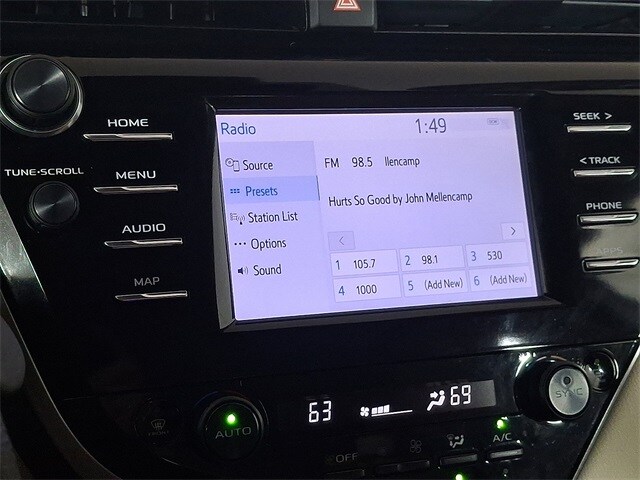 HOME
TUNE·SCROLL
MENU
AUDIO
MAP
Radio
1:49
Source
Presets
Station List
Options
Sound
FM 98.5 llencamp
Hurts So Good by John Mellencamp
1 105.7
2 98.1
3 530
4 1000
5 (Add New)
6 (Add New)
SEEK >
< TRACK
PHONE
APPS
63
69
AUTO
SYNC
OFF
A/C
FRONT